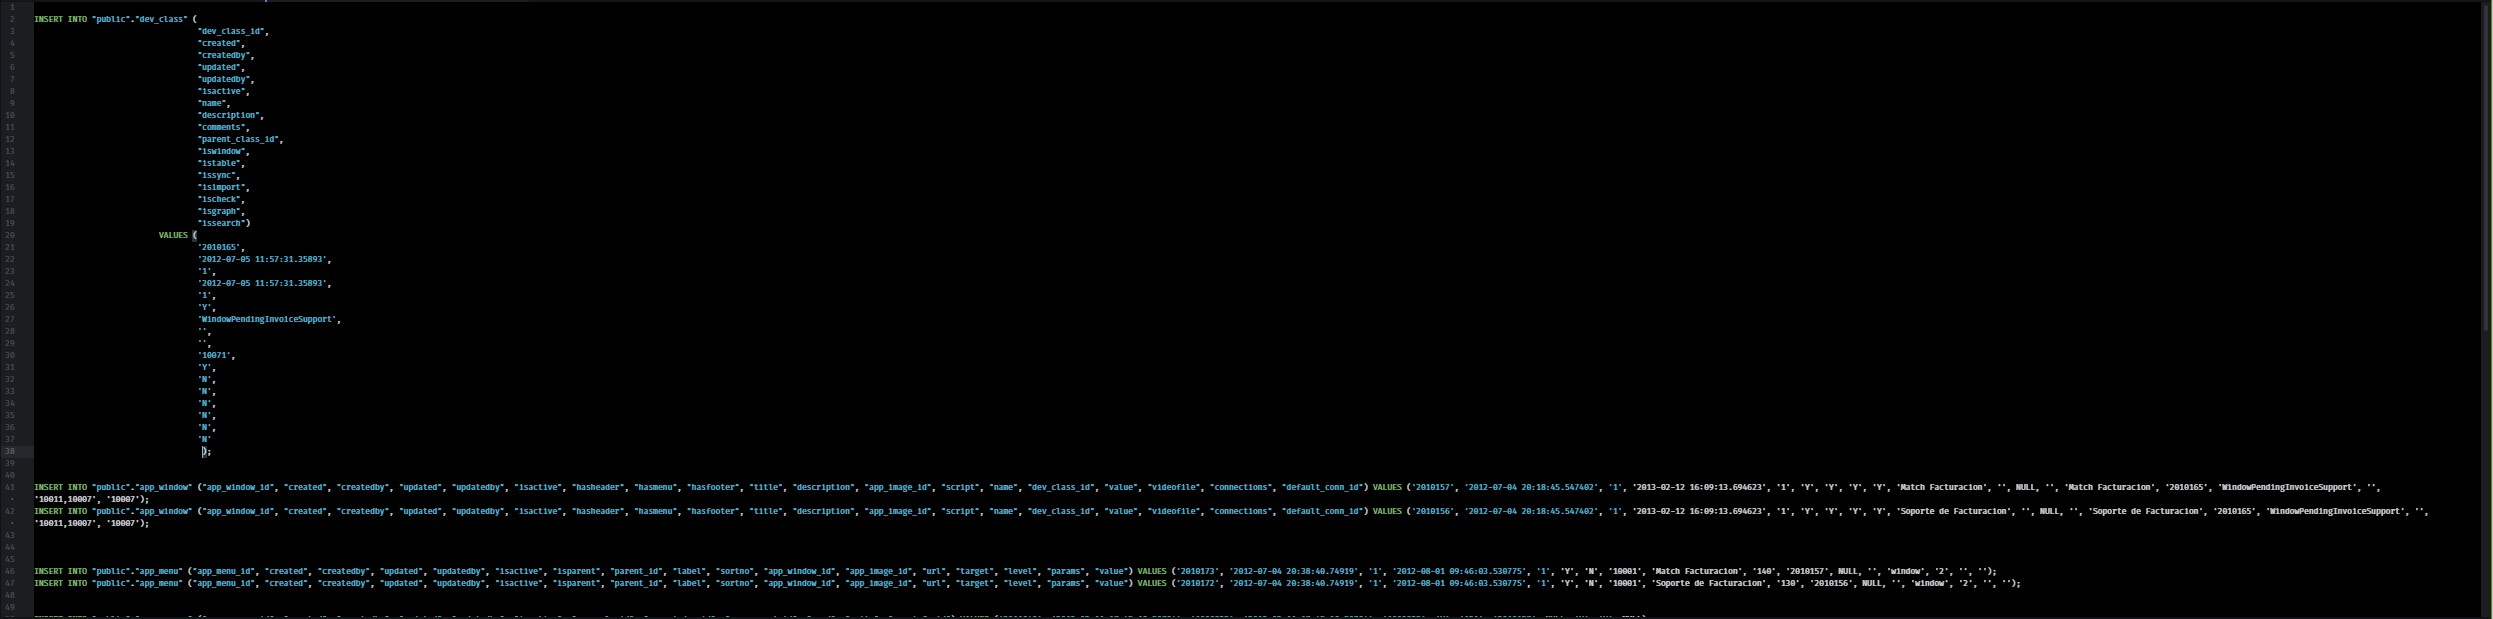 1
2 INSERT INTO "public"."dev_class" (
3 "dev_class_id",
4 "created",
5 "createdby",
6 "updated",
7 "updatedby",
8 "isactive",
9 "name",
10 "description",
11 "comments",
12 "parent_class_id",
13 "iswindow",
14 "istable",
15 "issync",
16 "isimport",
17 "ischeck",
18 "isgraph",
19 "issearch")
20 VALUES (
21 '2010165',
22 '2012-07-05 11:57:31.35893',
23 '1',
24 '2012-07-05 11:57:31.35893',
25 '1',
26 'Y',
27 'WindowPendingInvoiceSupport',
28 '',
29 '',
30 '10071',
31 'Y',
32 'N',
33 'N',
34 'N',
35 'N',
36 'N',
37 'N'
38 );
39
40
41 INSERT INTO "public"."app_window" ("app_window_id", "created", "createdby", "updated", "updatedby", "isactive", "hasheader", "hasmenu", "hasfooter", "title", "description", "app_image_id", "script", "name", "dev_class_id", "value", "videofile", "connections", "default_conn_id") VALUES ('2010157', '2012-07-04 20:18:45.547402', '1', '2013-02-12 16:09:13.694623', '1', 'Y', 'Y', 'Y', 'Y', 'Match Facturacion', '', NULL, '', 'Match Facturacion', '2010165', 'WindowPendingInvoiceSupport', '',
'10011,10007', '10007');
42 INSERT INTO "public"."app_window" ("app_window_id", "created", "createdby", "updated", "updatedby", "isactive", "hasheader", "hasmenu", "hasfooter", "title", "description", "app_image_id", "script", "name", "dev_class_id", "value", "videofile", "connections", "default_conn_id") VALUES ('2010156', '2012-07-04 20:18:45.547402', '1', '2013-02-12 16:09:13.694623', '1', 'Y', 'Y', 'Y', 'Y', 'Soporte de Facturacion', '', NULL, '', 'Soporte de Facturacion', '2010165', 'WindowPendingInvoiceSupport', '',
'10011,10007', '10007');
43
44
45
46 INSERT INTO "public"."app_menu" ("app_menu_id", "created", "createdby", "updated", "updatedby", "isactive", "isparent", "parent_id", "label", "sortno", "app_window_id", "app_image_id", "url", "target", "level", "params", "value") VALUES ('2010173', '2012-07-04 20:38:40.74919', '1', '2012-08-01 09:46:03.530775', '1', 'Y', 'N', '10001', 'Match Facturacion', '140', '2010157', NULL, '', 'window', '2', '', '');
47 INSERT INTO "public"."app_menu" ("app_menu_id", "created", "createdby", "updated", "updatedby", "isactive", "isparent", "parent_id", "label", "sortno", "app_window_id", "app_image_id", "url", "target", "level", "params", "value") VALUES ('2010172', '2012-07-04 20:38:40.74919', '1', '2012-08-01 09:46:03.530775', '1', 'Y', 'N', '10001', 'Soporte de Facturacion', '130', '2010156', NULL, '', 'window', '2', '', '');
48
49